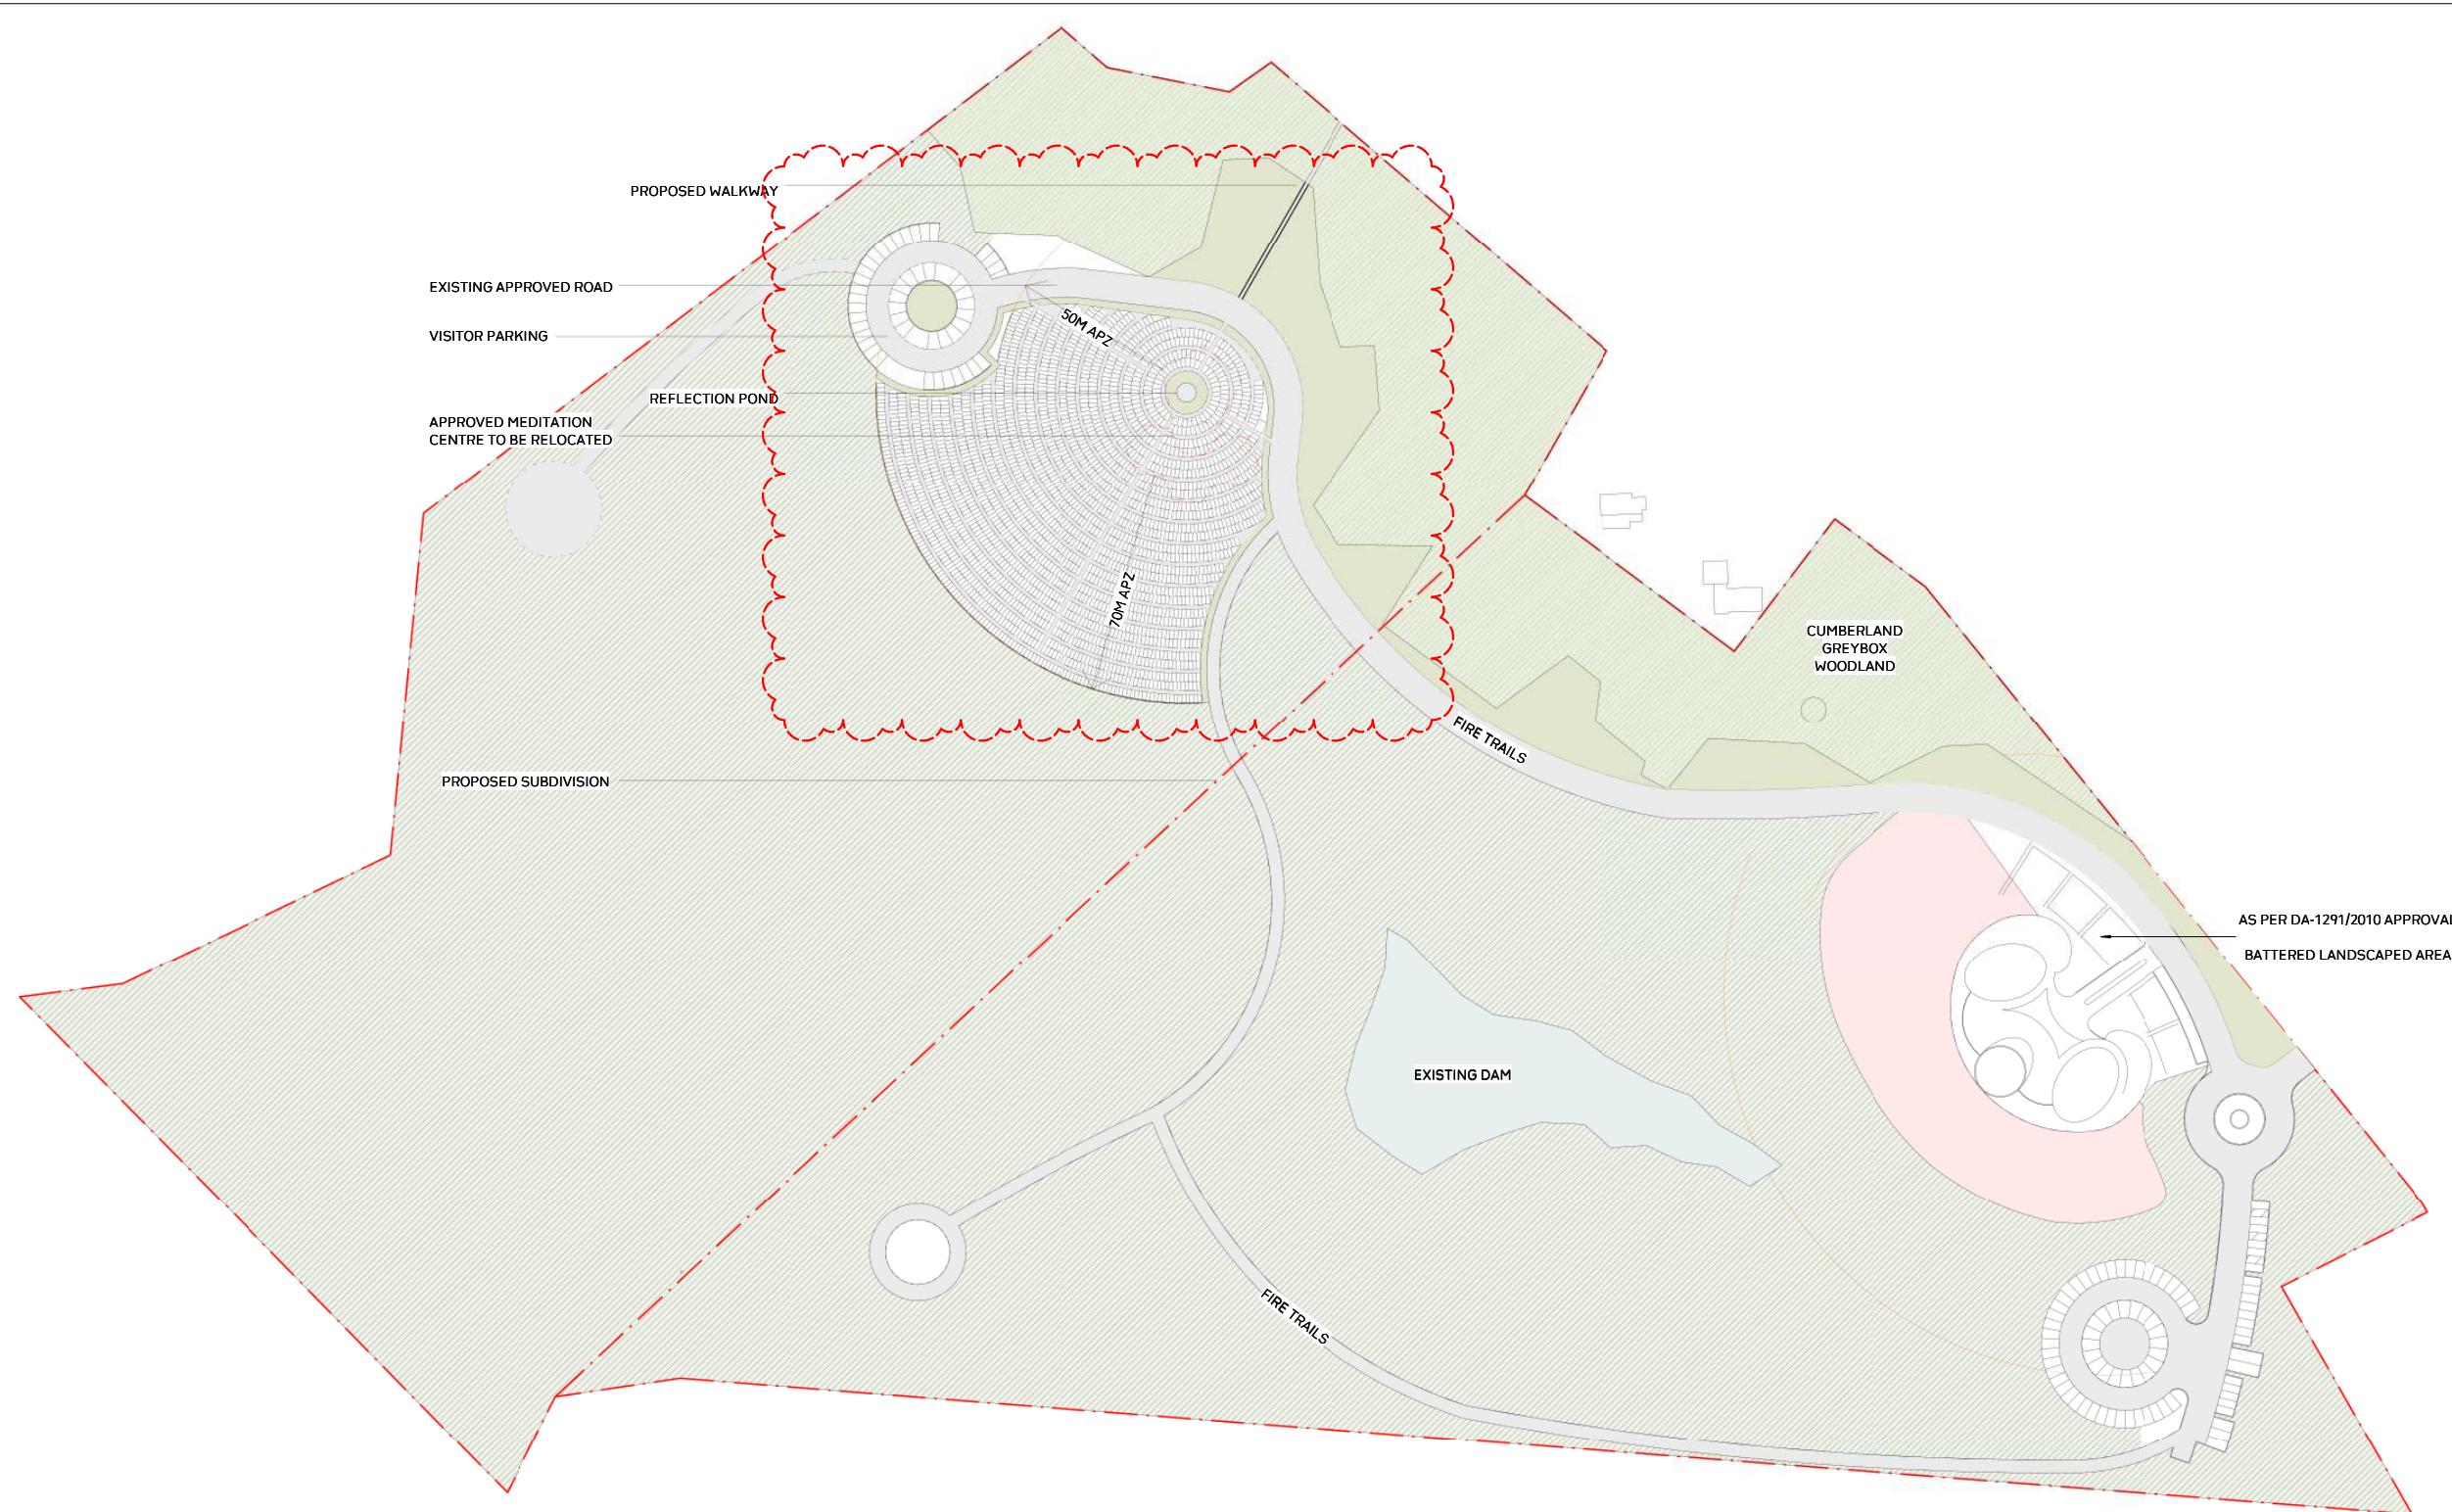 PROPOSED WALKWAY
EXISTING APPROVED ROAD
50M APZ
VISITOR PARKING
REFLECTION POND
APPROVED MEDITATION
CENTRE TO BE RELOCATED
70M APZ
CUMBERLAND
GREYBOX
WOODLAND
FIRE TRAILS
PROPOSED SUBDIVISION
AS PER DA-1291/2010 APPROVAL
BATTERED LANDSCAPED AREA
EXISTING DAM
FIRE TRAILS